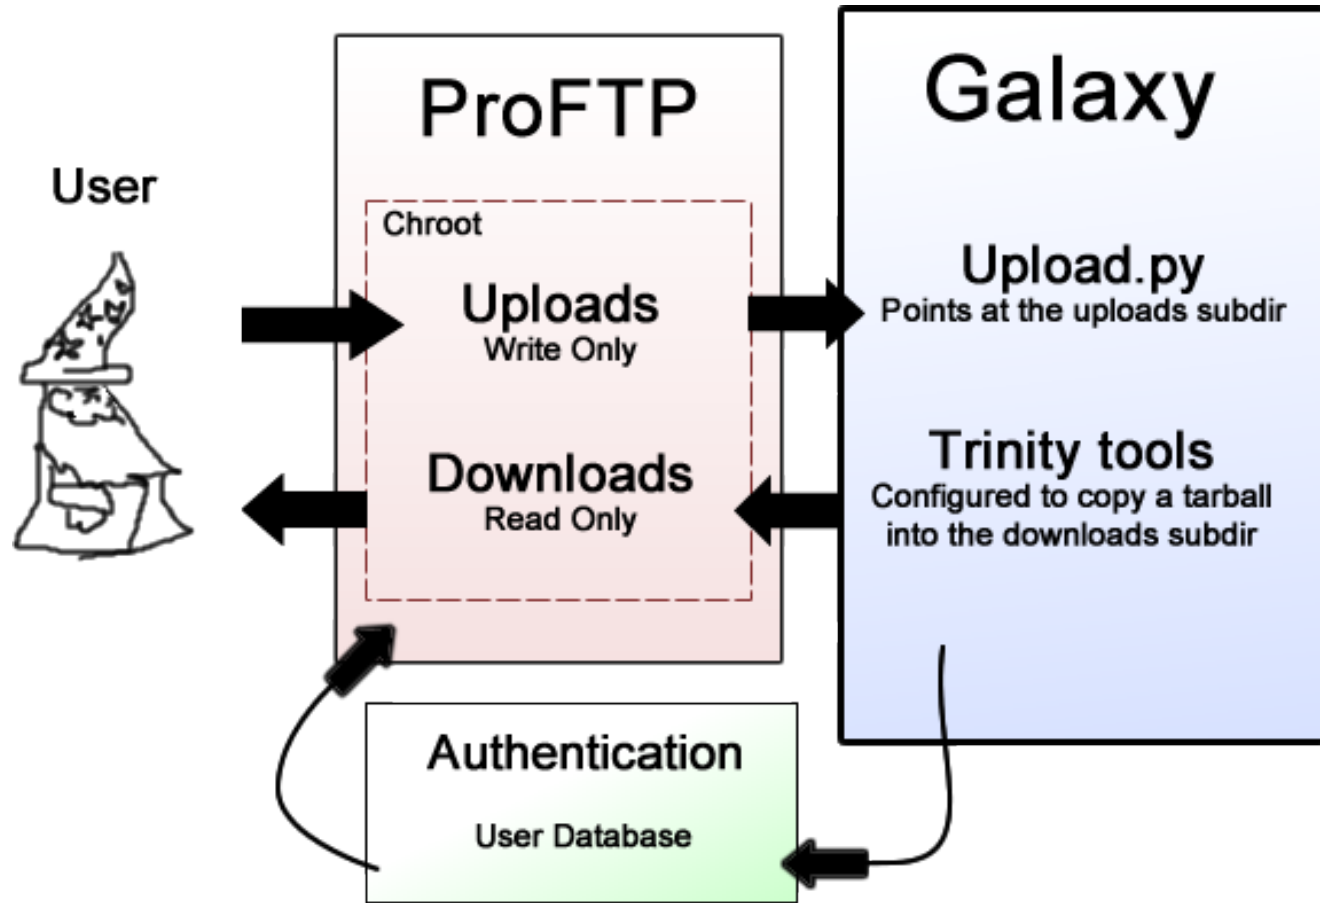 ProFTP
Galaxy
User
Chroot
Uploads
Write Only
Upload.py
Points at the uploads subdir
Downloads
Read Only
Trinity tools
Configured to copy a tarball
into the downloads subdir
Authentication
User Database